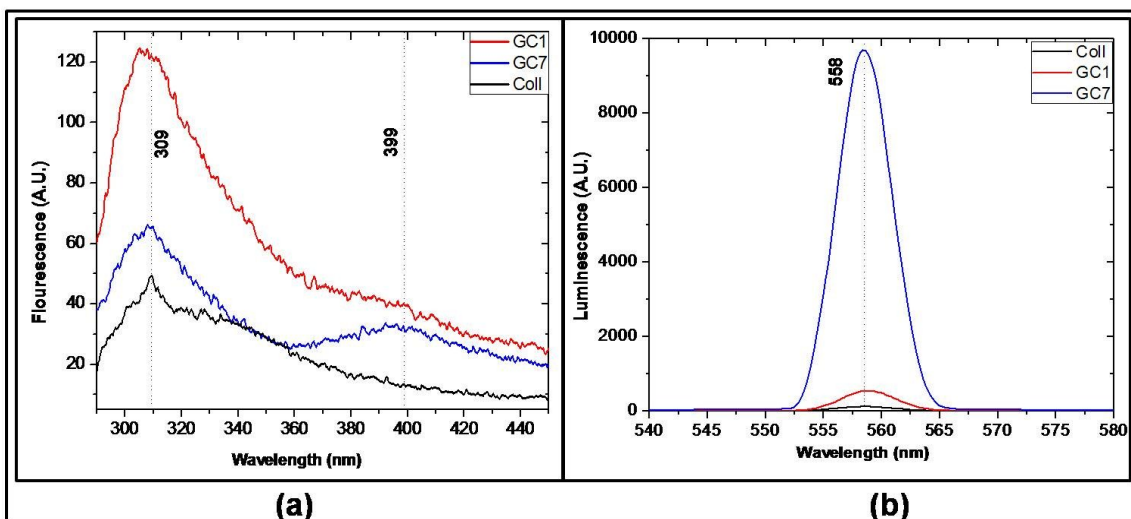 GC1
GC7
Coll
309
399
Flourescence (A.U.)
120
100
80
60
40
20
300
320
340
360
380
400
420
440
Wavelength (nm)
(a)
Coll
GC1
GC7
558
Luminescence (A.U.)
10000
8000
6000
4000
2000
0
540
545
550
555
560
565
570
575
580
Wavelength (nm)
(b)